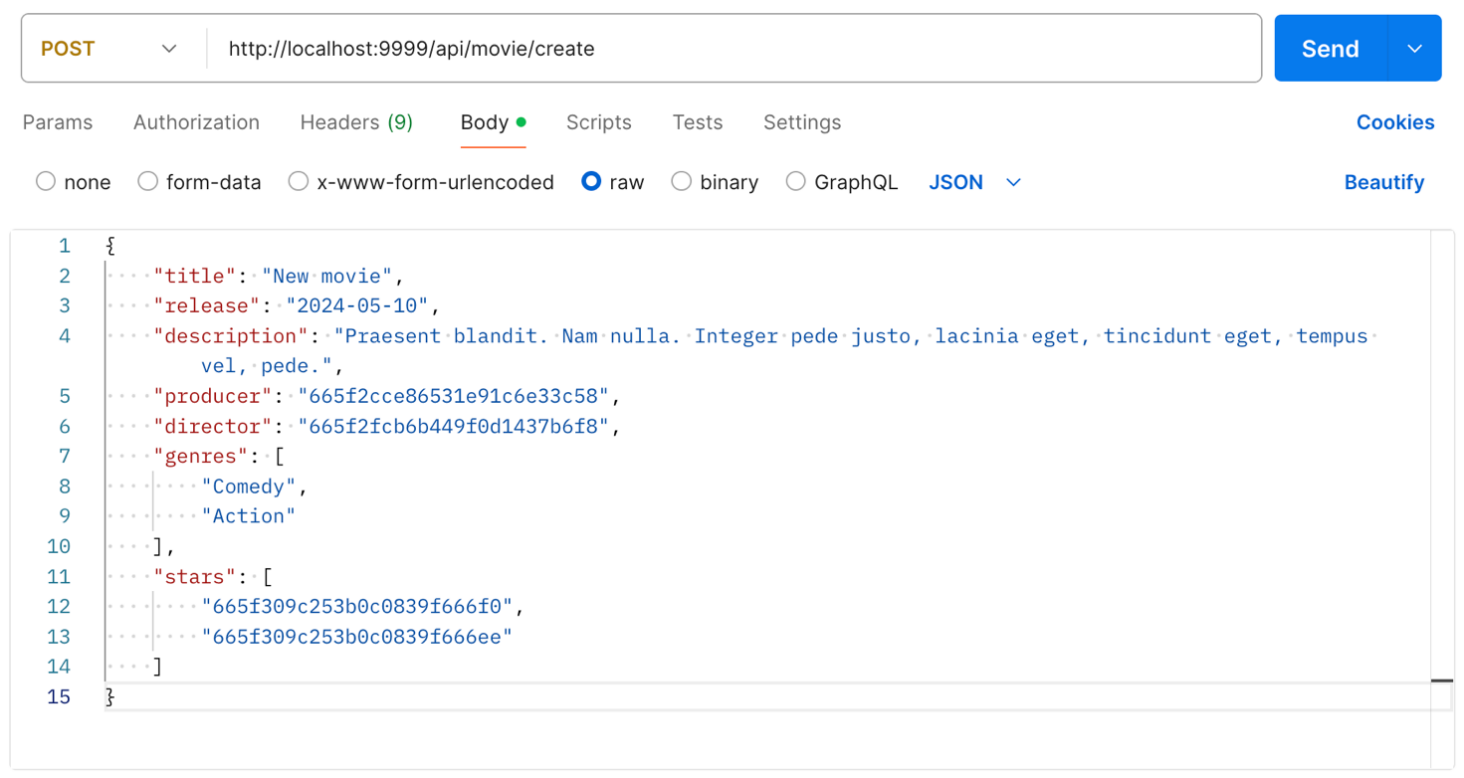 POST http://localhost:9999/api/movie/create Send
Params Authorization Headers (9) Body Scripts Tests Settings Cookies
none form-data x-www-form-urlencoded raw binary GraphQL JSON Beautify
1 {
2 "title": "New movie",
3 "release": "2024-05-10",
4 "description": "Praesent blandit. Nam nulla. Integer pede justo, lacinia eget, tincidunt eget, tempus
vel, pede.",
5 "producer": "665f2cce86531e91c6e33c58",
6 "director": "665f2fcb6b449f0d1437b6f8",
7 "genres": [
8 "Comedy",
9 "Action"
10 ],
11 "stars": [
12 "665f309c253b0c0839f666f0",
13 "665f309c253b0c0839f666ee"
14 ]
15 }